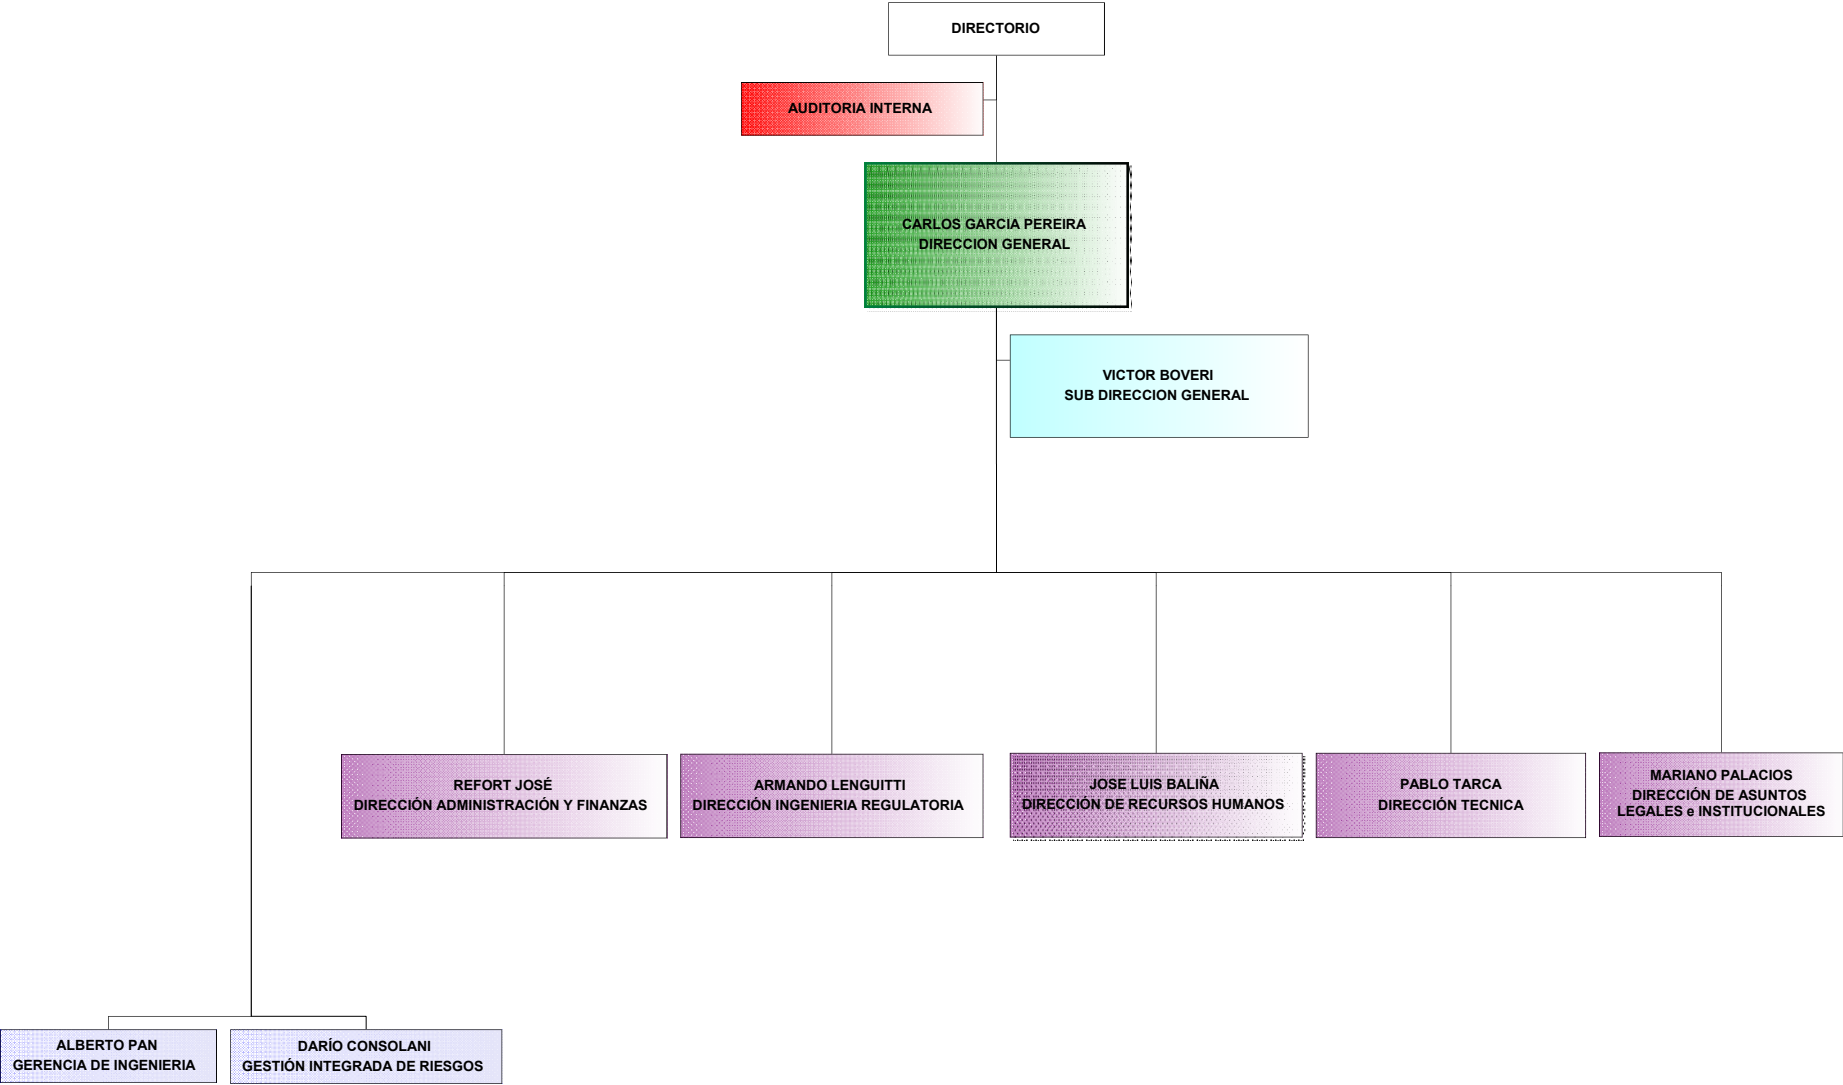 DIRECTORIO
AUDITORIA INTERNA
CARLOS GARCIA PEREIRA
DIRECCION GENERAL
VICTOR BOVERI
SUB DIRECCION GENERAL
REFORT JOSÉ
DIRECCIÓN ADMINISTRACIÓN Y FINANZAS
ARMANDO LENGUITTI
DIRECCIÓN INGENIERIA REGULATORIA
JOSE LUIS BALIÑA
DIRECCIÓN DE RECURSOS HUMANOS
PABLO TARCA
DIRECCIÓN TECNICA
MARIANO PALACIOS
DIRECCIÓN DE ASUNTOS
LEGALES e INSTITUCIONALES
ALBERTO PAN
GERENCIA DE INGENIERIA
DARÍO CONSOLANI
GESTIÓN INTEGRADA DE RIESGOS